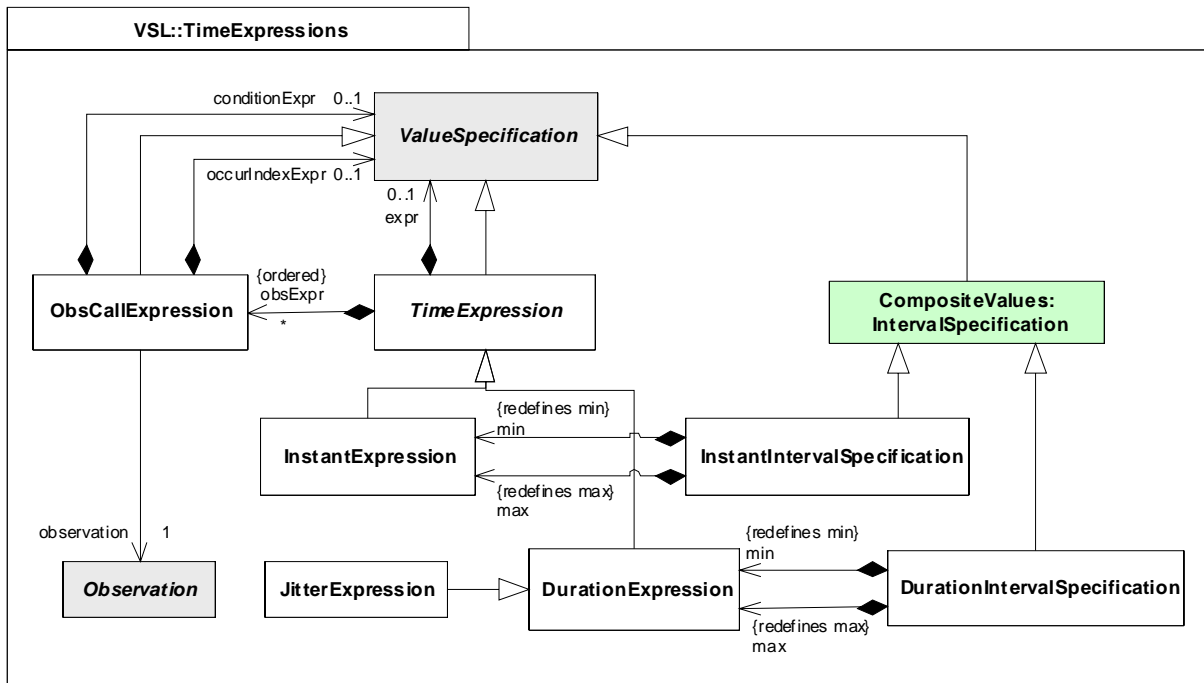 VSL::TimeExpressions
conditionExpr 0..1
ValueSpecification
occurIndexExpr 0..1
0..1
expr
{ordered}
obsExpr
*
ObsCallExpression
TimeExpression
CompositeValues:
IntervalSpecification
{redefines min}
min
InstantExpression
InstantIntervalSpecification
{redefines max}
max
observation 1
{redefines min}
min
Observation
JitterExpression
DurationExpression
DurationIntervalSpecification
{redefines max}
max